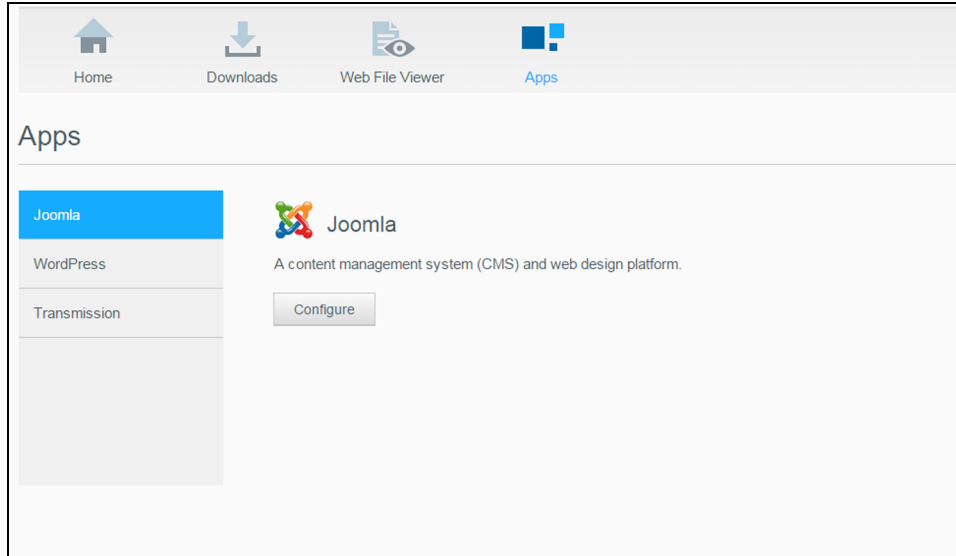 Home
Downloads
Web File Viewer
Apps
Apps
Joomla
WordPress
Transmission
Joomla
A content management system (CMS) and web design platform.
Configure